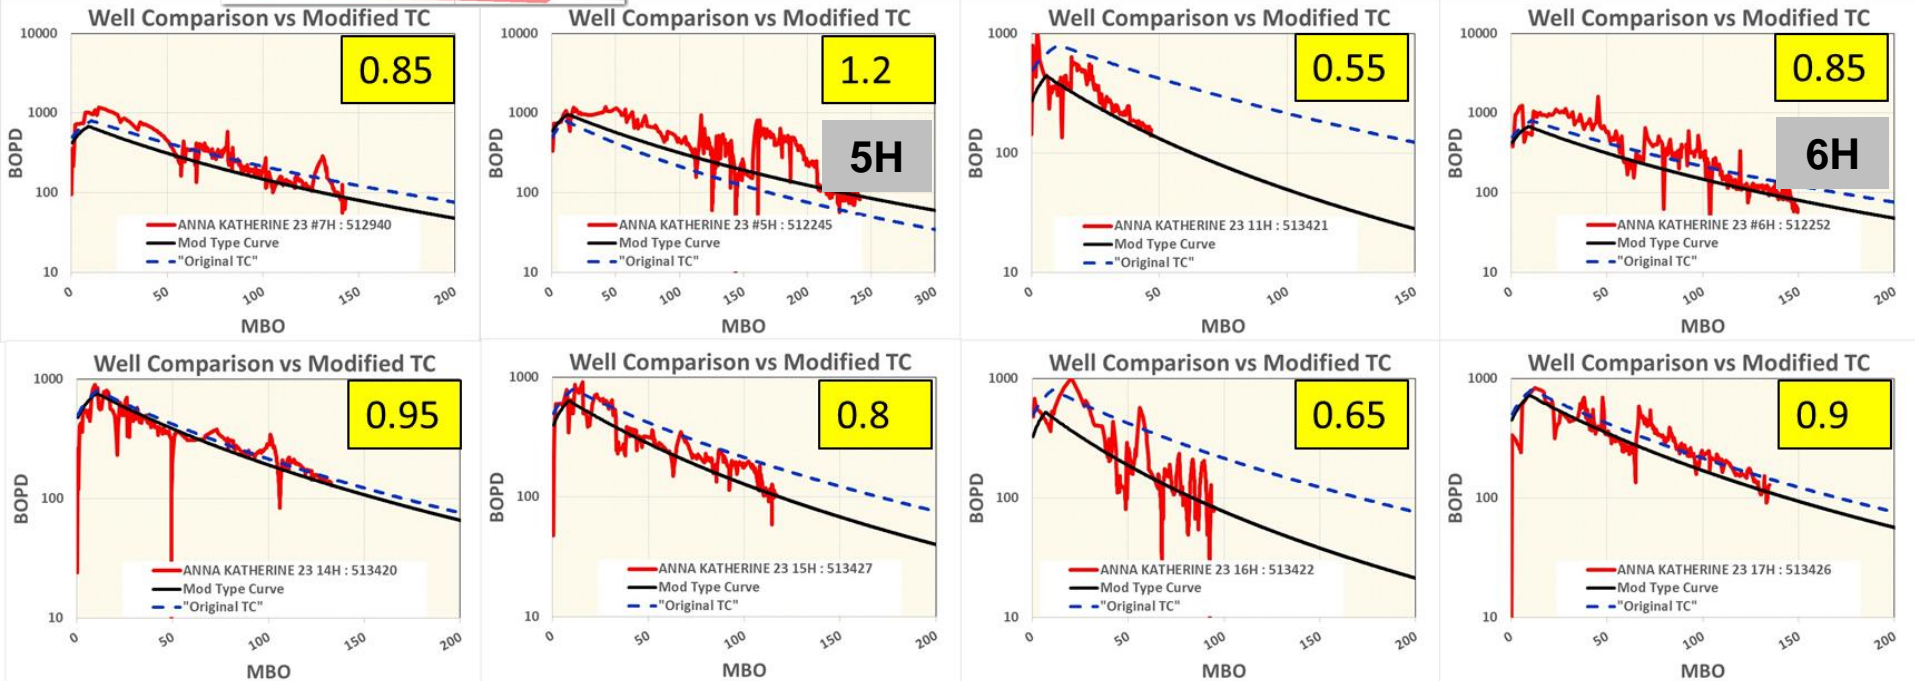 Well Comparison vs Modified TC
10000
1000
100
10
BOPD
0.85
ANNA KATHERINE 23 #7H : 512940
Mod Type Curve
"Original TC"
0
50
100
150
200
MBO
Well Comparison vs Modified TC
10000
1000
100
10
BOPD
1.2
5H
ANNA KATHERINE 23 #5H : 512245
Mod Type Curve
"Original TC"
0
50
100
150
200
300
MBO
Well Comparison vs Modified TC
1000
100
10
BOPD
0.55
ANNA KATHERINE 23 11H : 513421
Mod Type Curve
"Original TC"
0
50
100
150
MBO
Well Comparison vs Modified TC
10000
1000
100
10
BOPD
0.85
6H
ANNA KATHERINE 23 #6H : 512252
Mod Type Curve
"Original TC"
0
50
100
150
200
MBO
Well Comparison vs Modified TC
1000
100
10
BOPD
0.95
ANNA KATHERINE 23 14H : 513420
Mod Type Curve
"Original TC"
0
50
100
150
200
MBO
Well Comparison vs Modified TC
1000
100
10
BOPD
0.8
ANNA KATHERINE 23 15H : 513427
Mod Type Curve
"Original TC"
0
50
100
150
200
MBO
Well Comparison vs Modified TC
1000
100
10
BOPD
0.65
ANNA KATHERINE 23 16H : 513422
Mod Type Curve
"Original TC"
0
50
100
150
200
MBO
Well Comparison vs Modified TC
1000
100
10
BOPD
0.9
ANNA KATHERINE 23 17H : 513426
Mod Type Curve
"Original TC"
0
50
100
150
200
MBO